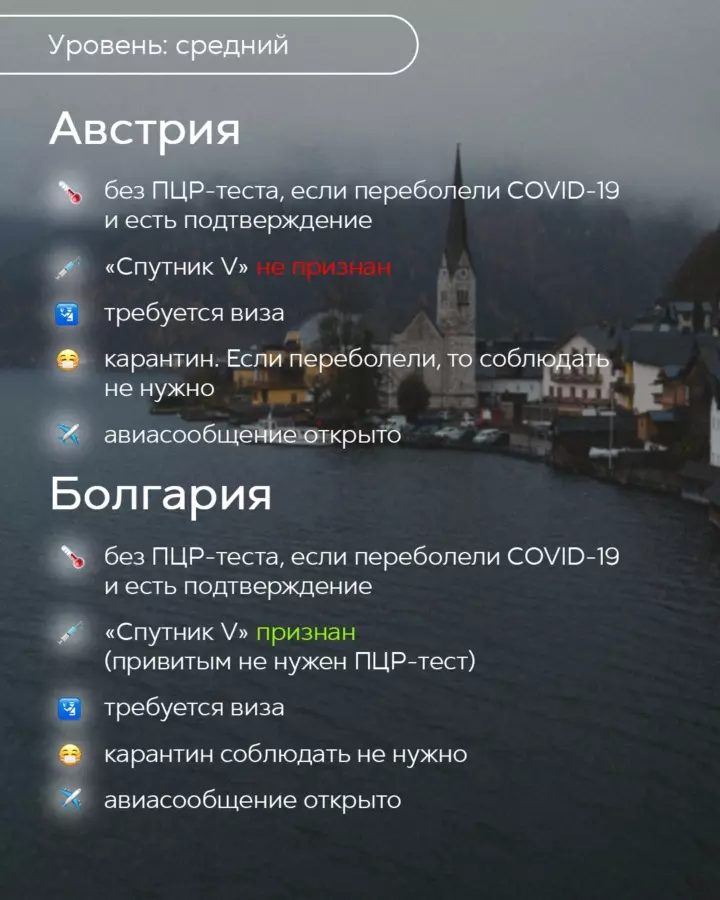 Уровень: средний
Австрия
без ПЦР-теста, если переболели COVID-19
и есть подтверждение
«Спутник V» не признан
требуется виза
карантин. Если переболели, то соблюдать
не нужно
авиасообщение открыто
Болгария
без ПЦР-теста, если переболели COVID-19
и есть подтверждение
«Спутник V» признан
(привитым не нужен ПЦР-тест)
требуется виза
карантин соблюдать не нужно
авиасообщение открыто